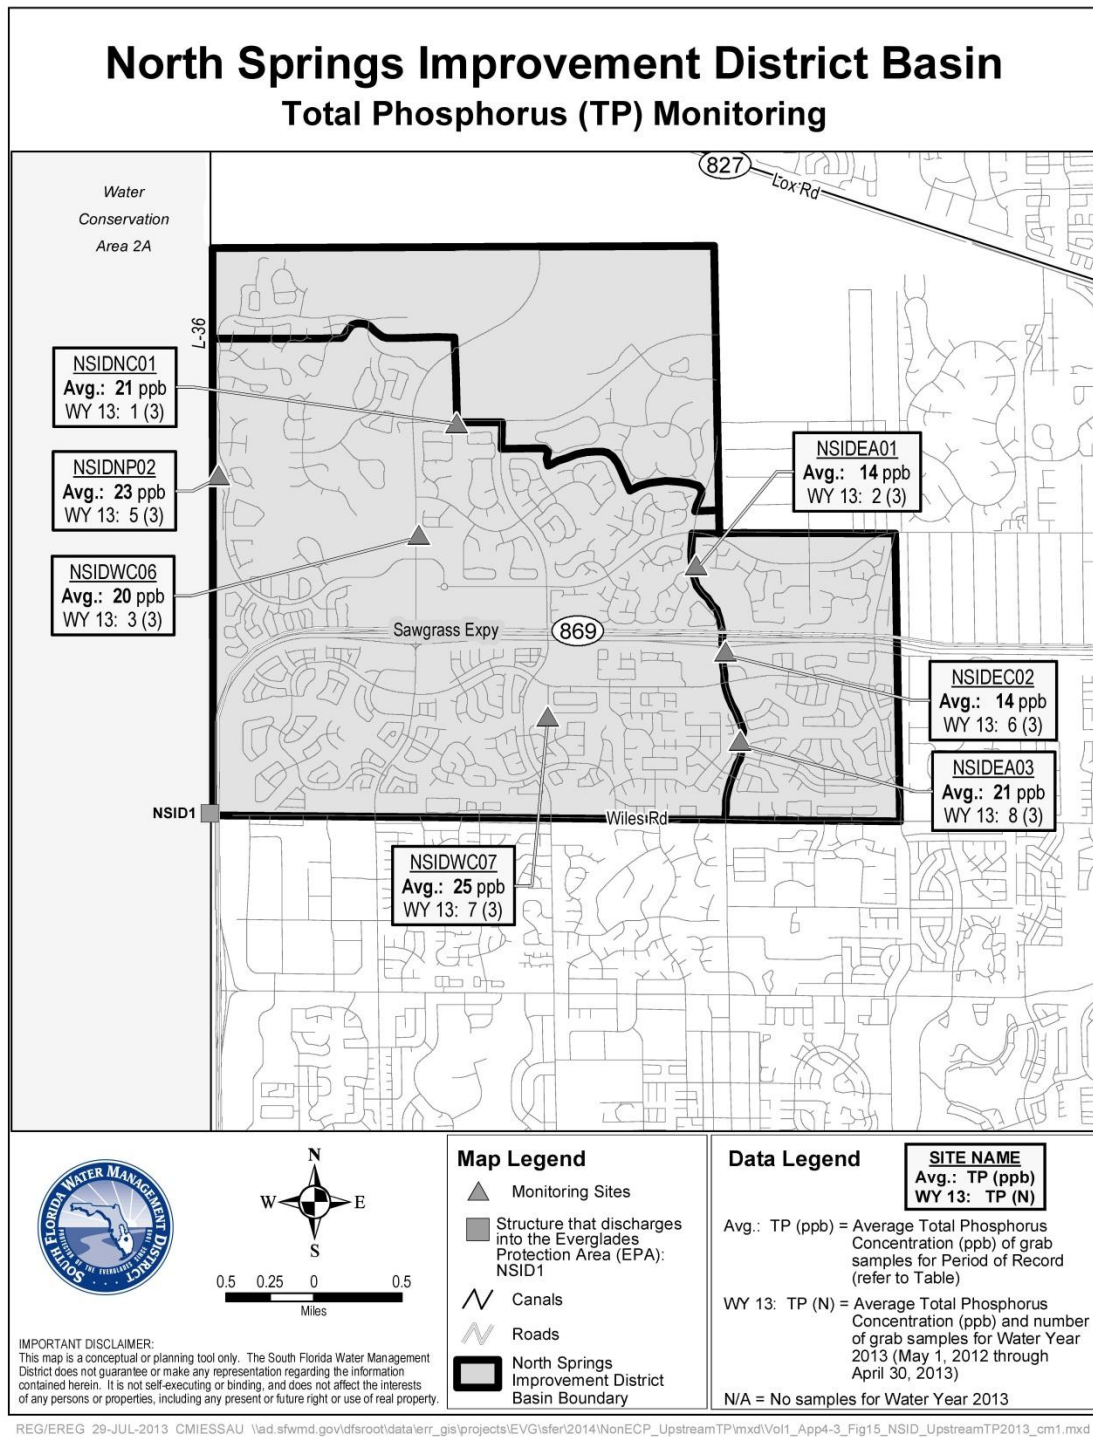 North Springs Improvement District Basin
Total Phosphorus (TP) Monitoring
Water
Conservation
Area 2A
827
Lox Rd
L-36
NSIDNC01
Avg.: 21 ppb
WY 13: 1 (3)
NSIDNP02
Avg.: 23 ppb
WY 13: 5 (3)
NSIDWC06
Avg.: 20 ppb
WY 13: 3 (3)
NSIDEA01
Avg.: 14 ppb
WY 13: 2 (3)
Sawgrass Expy
869
NSIDEC02
Avg.: 14 ppb
WY 13: 6 (3)
NSIDEA03
Avg.: 21 ppb
WY 13: 8 (3)
NSID1
Wiles Rd
NSIDWC07
Avg.: 25 ppb
WY 13: 7 (3)
SOUTH FLORIDA WATER MANAGEMENT DISTRICT
PROTECTOR OF THE EVERGLADES SINCE 1949
N
W
E
S
0.5 0.25 0 0.5
Miles
IMPORTANT DISCLAIMER:
This map is a conceptual or planning tool only. The South Florida Water Management
District does not guarantee or make any representation regarding the information
contained herein. It is not self-executing or binding, and does not affect the interests
of any persons or properties, including any present or future right or use of real property.
Map Legend
Monitoring Sites
Structure that discharges
into the Everglades
Protection Area (EPA):
NSID1
Canals
Roads
North Springs
Improvement District
Basin Boundary
Data Legend
SITE NAME
Avg.: TP (ppb)
WY 13: TP (N)
Avg.: TP (ppb) = Average Total Phosphorus
Concentration (ppb) of grab
samples for Period of Record
(refer to Table)
WY 13: TP (N) = Average Total Phosphorus
Concentration (ppb) and number
of grab samples for Water Year
2013 (May 1, 2012 through
April 30, 2013)
N/A = No samples for Water Year 2013
REG/EREG 29-JUL-2013 CMIESSAU \\ad.sfwmd.gov\dfsroot\data\err_gis\projects\EVG\sfer\2014\NonECP_UpstreamTP\mxd\Vol1_App4-3_Fig15_NSID_UpstreamTP2013_cm1.mxd